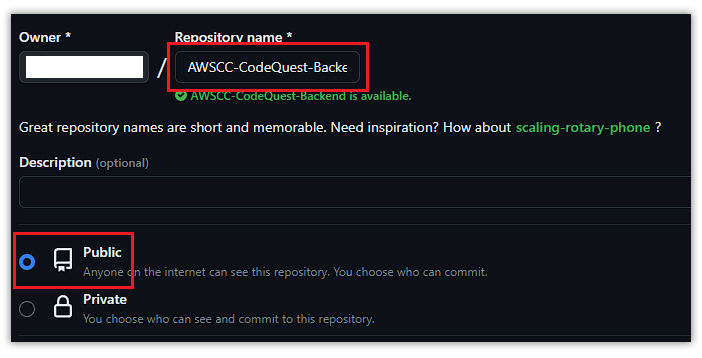 Owner * Repository name *
/ AWSCC-CodeQuest-Backe
AWSCC-CodeQuest-Backend is available.
Great repository names are short and memorable. Need inspiration? How about scaling-rotary-phone ?
Description (optional)
Public
Anyone on the internet can see this repository. You choose who can commit.
Private
You choose who can see and commit to this repository.